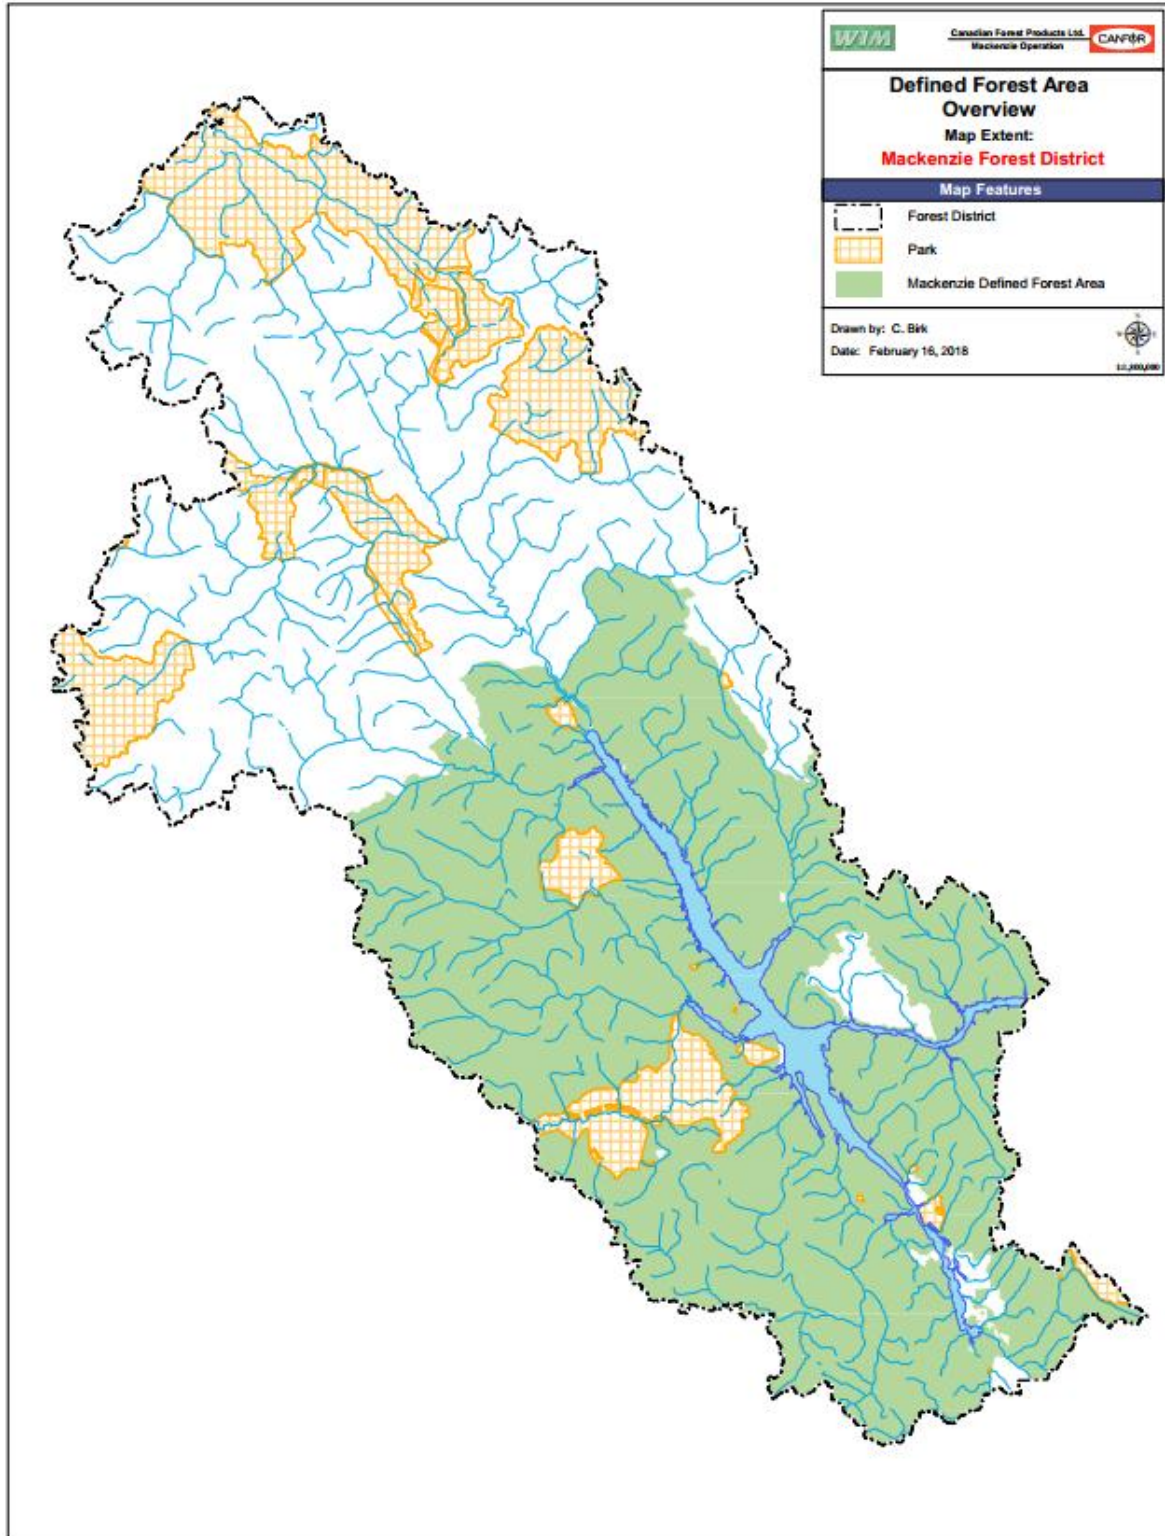 WIM
Canadian Forest Products Ltd.
Mackenzie Operation
CANFOR
Defined Forest Area
Overview
Map Extent:
Mackenzie Forest District
Map Features
Forest District
Park
Mackenzie Defined Forest Area
Drawn by: C. Birk
Date: February 16, 2018